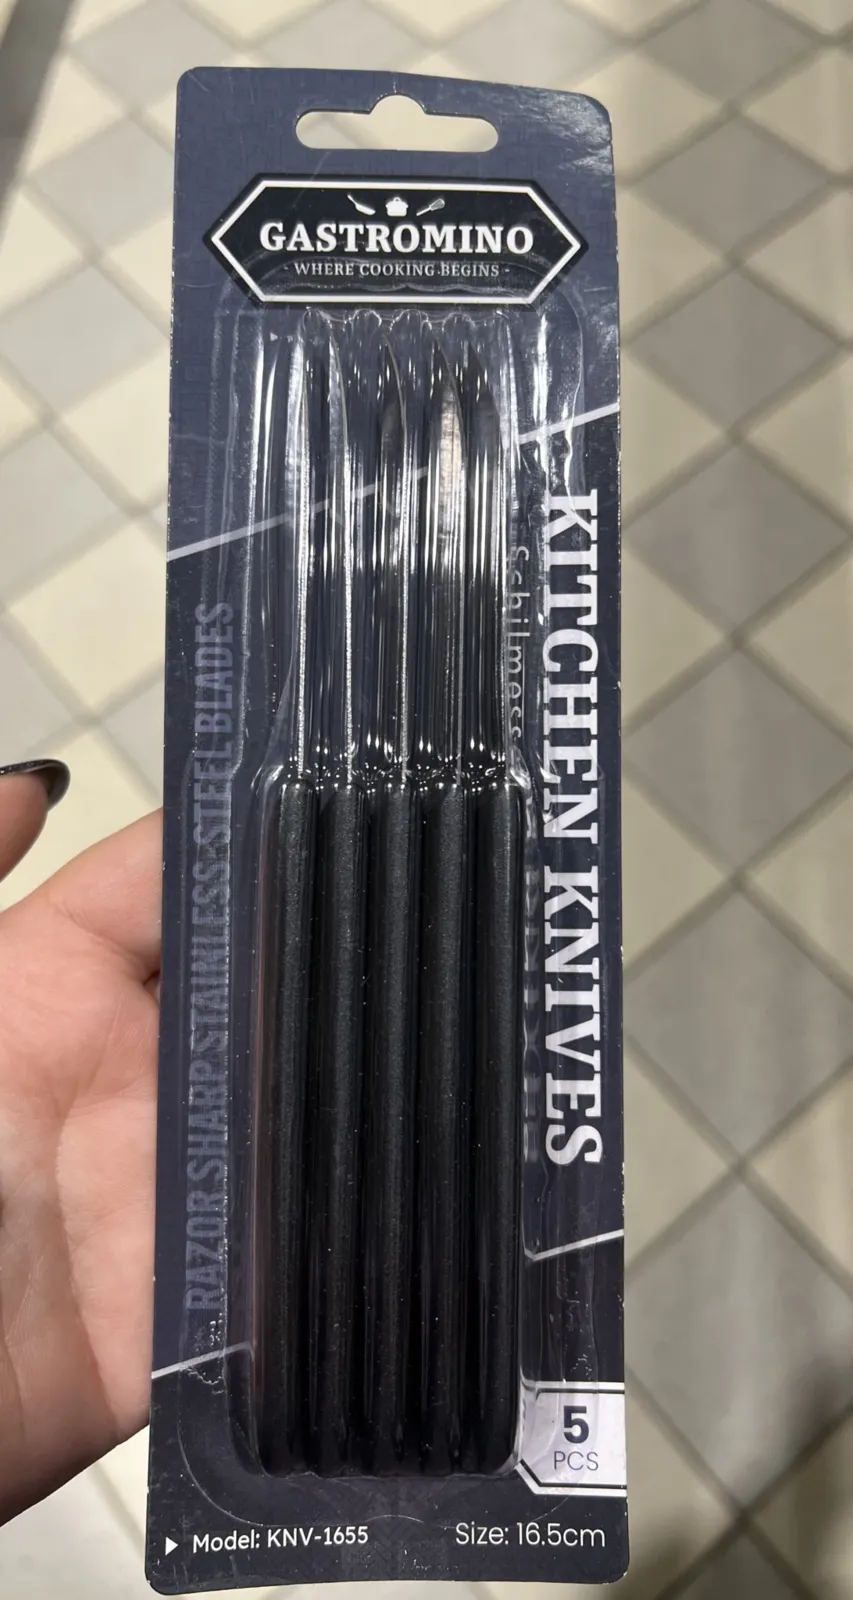 GASTROMINO
- WHERE COOKING BEGINS -
KITCHEN KNIVES
Schilmess
RAZOR SHARP STAINLESS STEEL BLADES
5
PCS
Model: KNV-1655
Size: 16.5cm